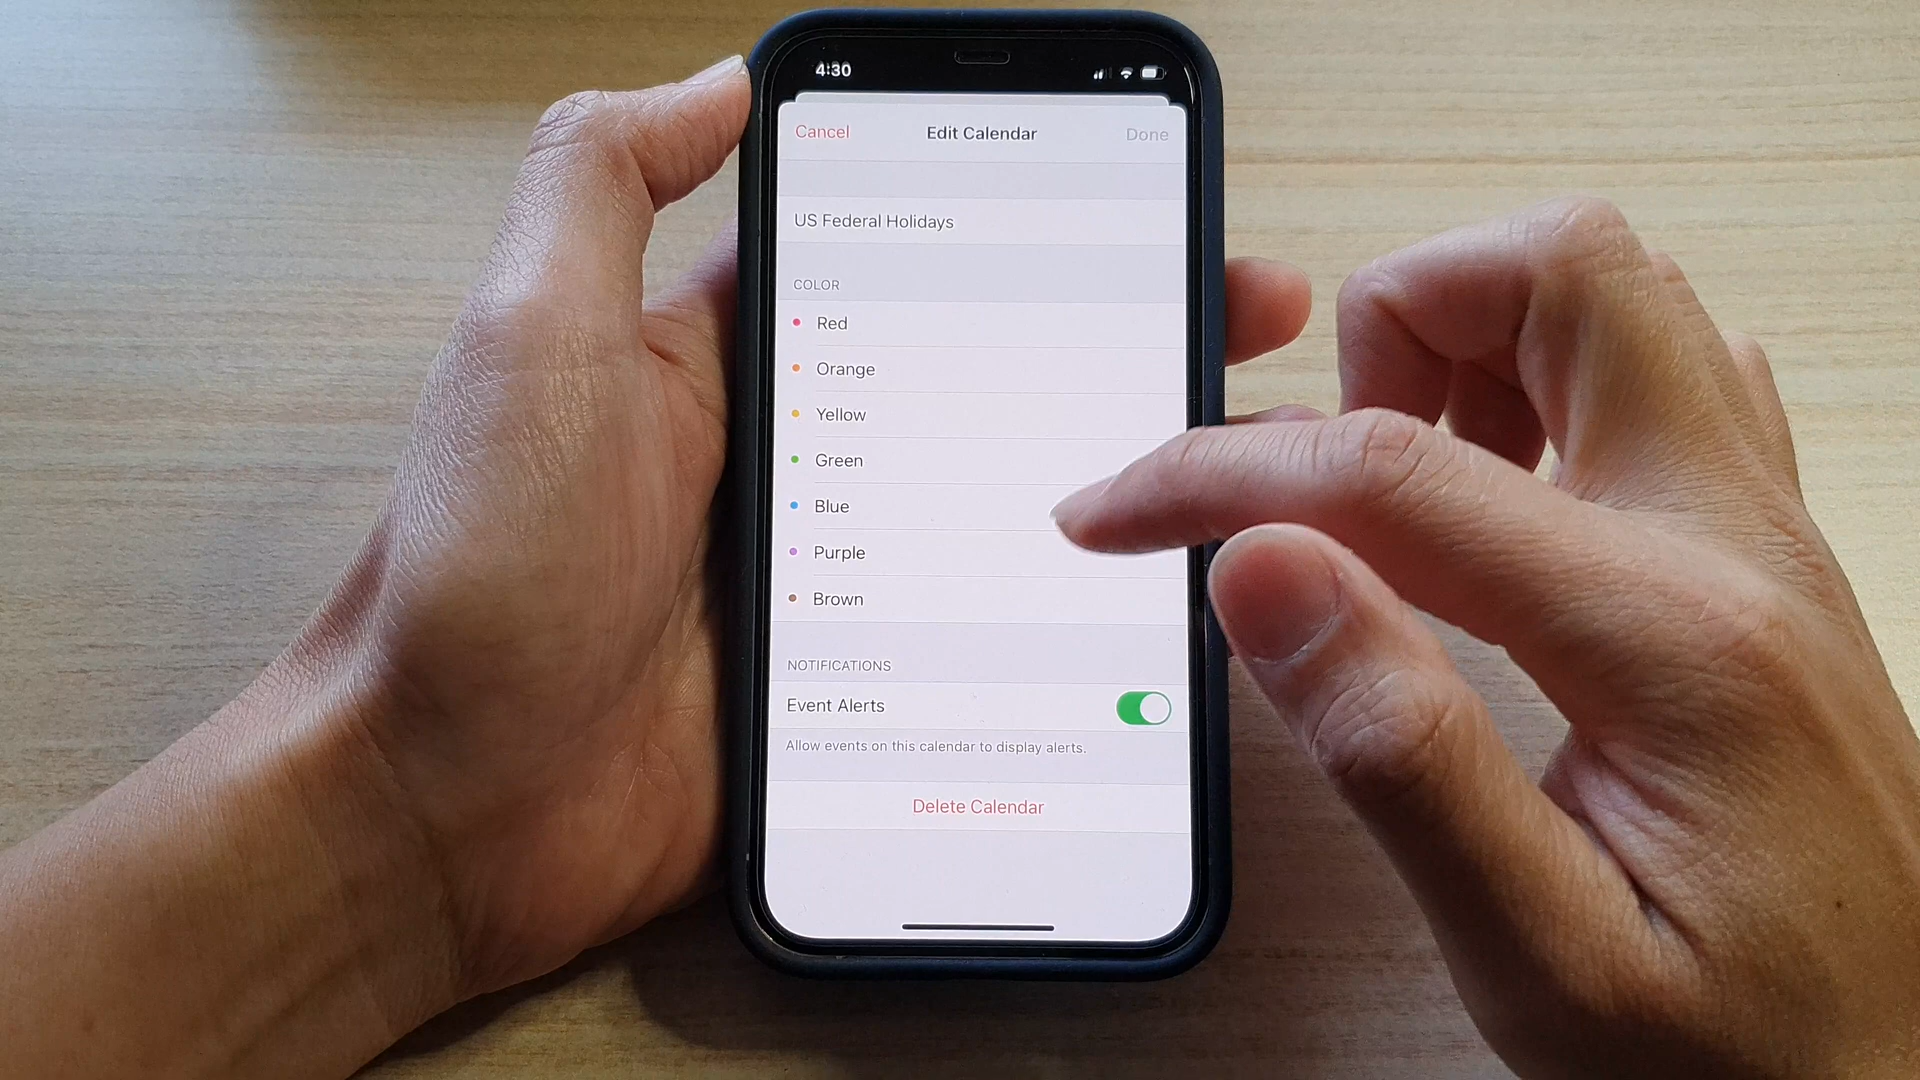 4:30
Cancel Edit Calendar Done
US Federal Holidays
COLOR
Red
Orange
Yellow
Green
Blue
Purple
Brown
NOTIFICATIONS
Event Alerts
Allow events on this calendar to display alerts.
Delete Calendar